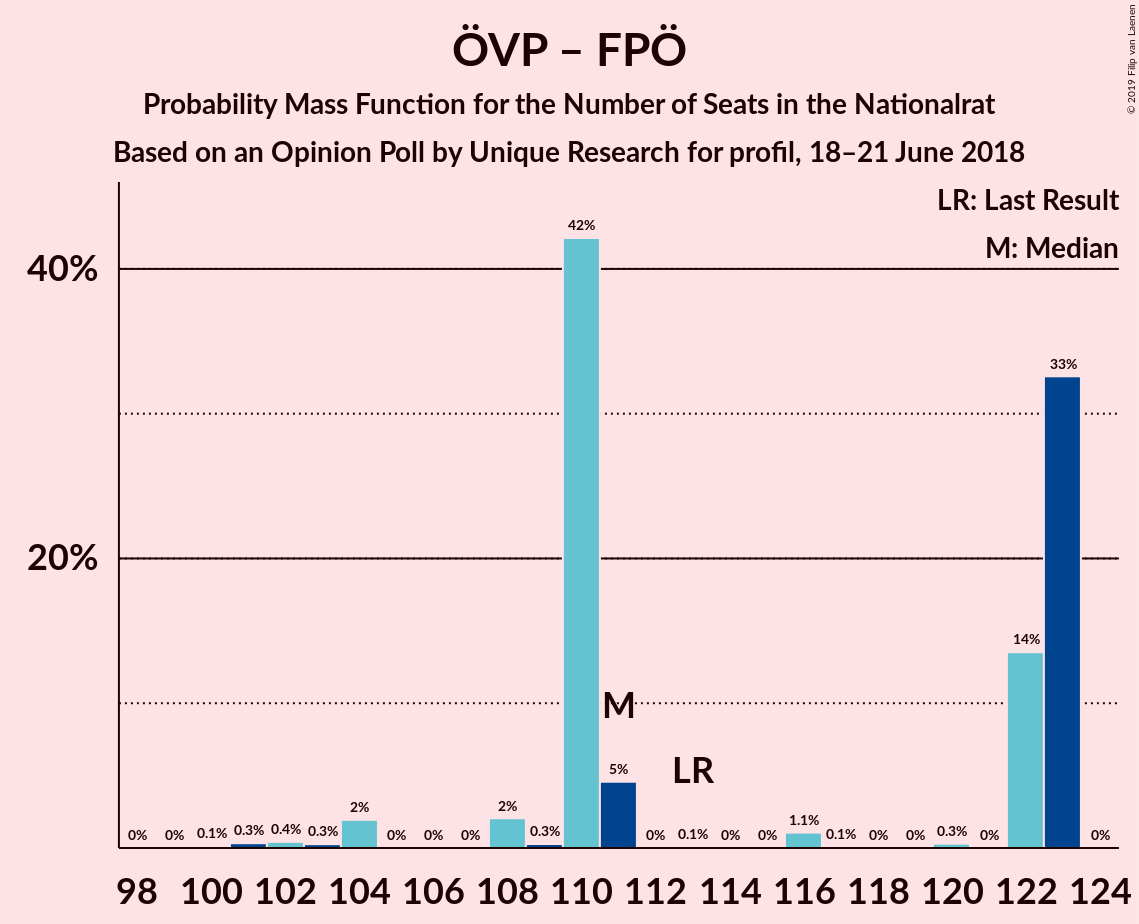 ÖVP – FPÖ
Probability Mass Function for the Number of Seats in the Nationalrat
Based on an Opinion Poll by Unique Research for profil, 18–21 June 2018
© 2019 Filip van Laenen
LR: Last Result
M: Median
40%
20%
0% 0% 0.1% 0.3% 0.4% 0.3% 2% 0% 0% 0% 2% 0.3% 42% 5% 0% 0.1% 0% 0% 1.1% 0.1% 0% 0% 0.3% 0% 14% 33% 0%
M
LR
98 100 102 104 106 108 110 112 114 116 118 120 122 124